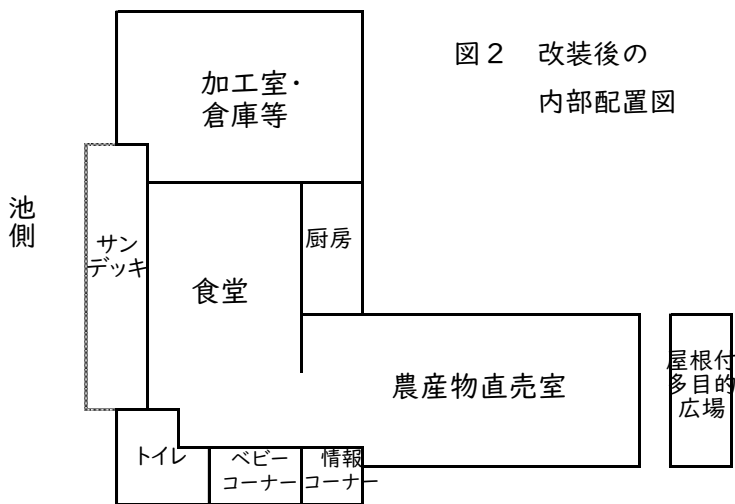 図２　改装後の
内部配置図
加工室・
倉庫等
池側
サン
デッキ
厨房
食堂
農産物直売室
屋根付
多目的
広場
トイレ
ベビー
コーナー
情報
コーナー